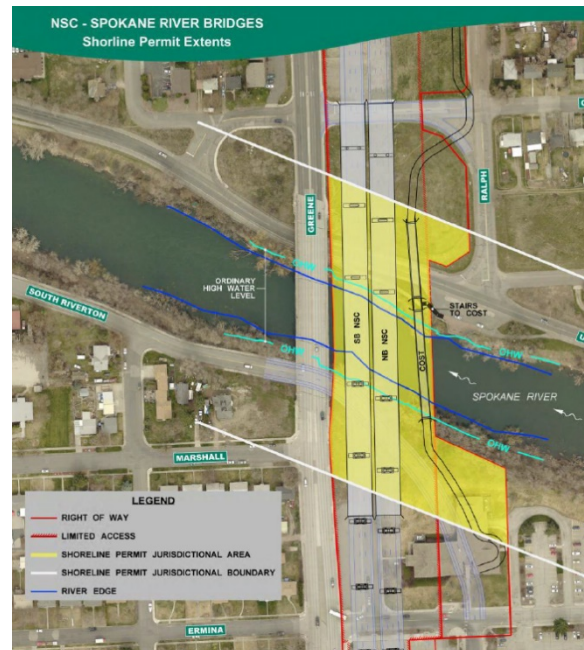 NSC - SPOKANE RIVER BRIDGES
Shorline Permit Extents
GREENE
RALPH
OHW
ORDINARY
HIGH WATER
LEVEL
SOUTH RIVERTON
STAIRS
TO COST
SB NSC
NB NSC
COST
OHW
OHW
SPOKANE RIVER
OHW
MARSHALL
LEGEND
RIGHT OF WAY
LIMITED ACCESS
SHORELINE PERMIT JURISDICTIONAL AREA
SHORELINE PERMIT JURISDICTIONAL BOUNDARY
RIVER EDGE
ERMINA